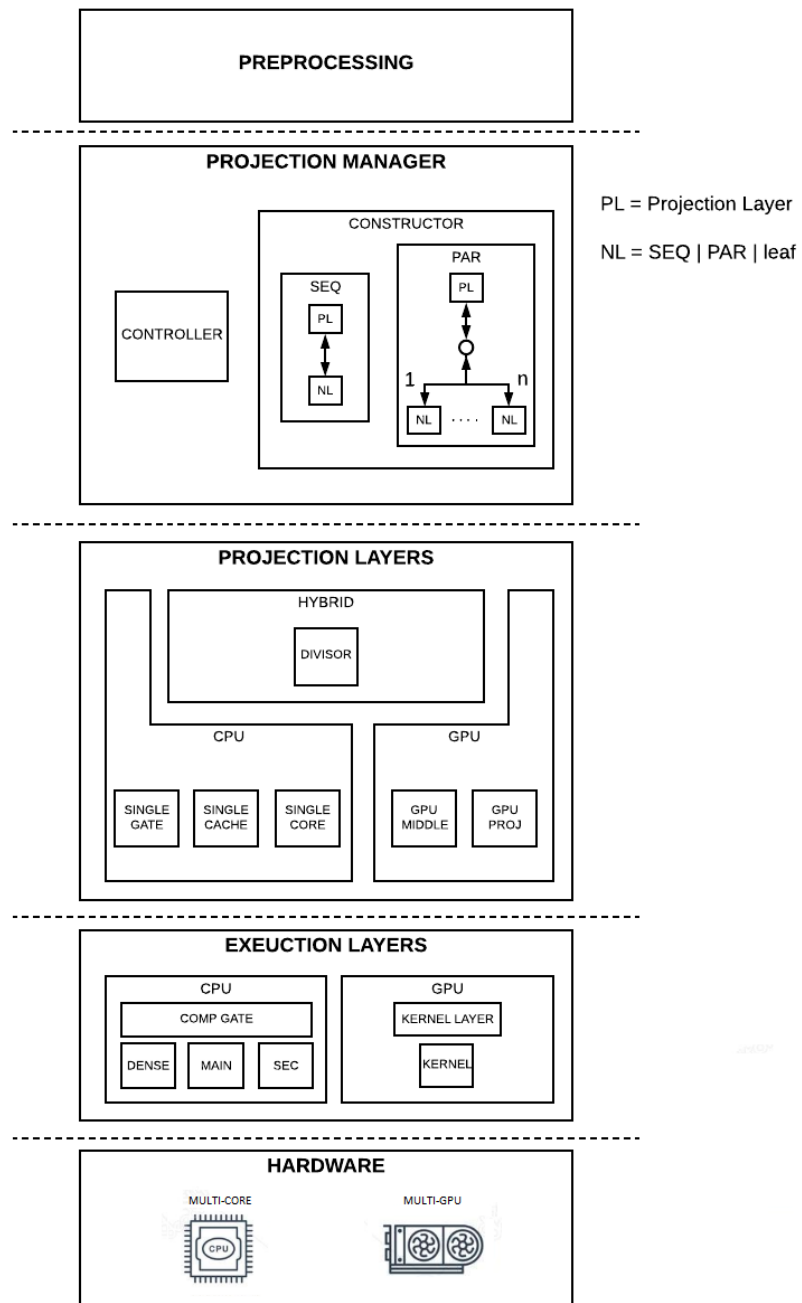 PREPROCESSING
PROJECTION MANAGER
PL = Projection Layer
NL = SEQ | PAR | leaf
CONSTRUCTOR
PAR
SEQ
PL
PL
CONTROLLER
NL
1
n
NL
. . . .
NL
PROJECTION LAYERS
HYBRID
DIVISOR
CPU
GPU
SINGLE
GATE
SINGLE
CACHE
SINGLE
CORE
GPU
MIDDLE
GPU
PROJ
EXEUCTION LAYERS
CPU
GPU
COMP GATE
KERNEL LAYER
DENSE
MAIN
SEC
KERNEL
HARDWARE
MULTI-CORE
MULTI-GPU
CPU